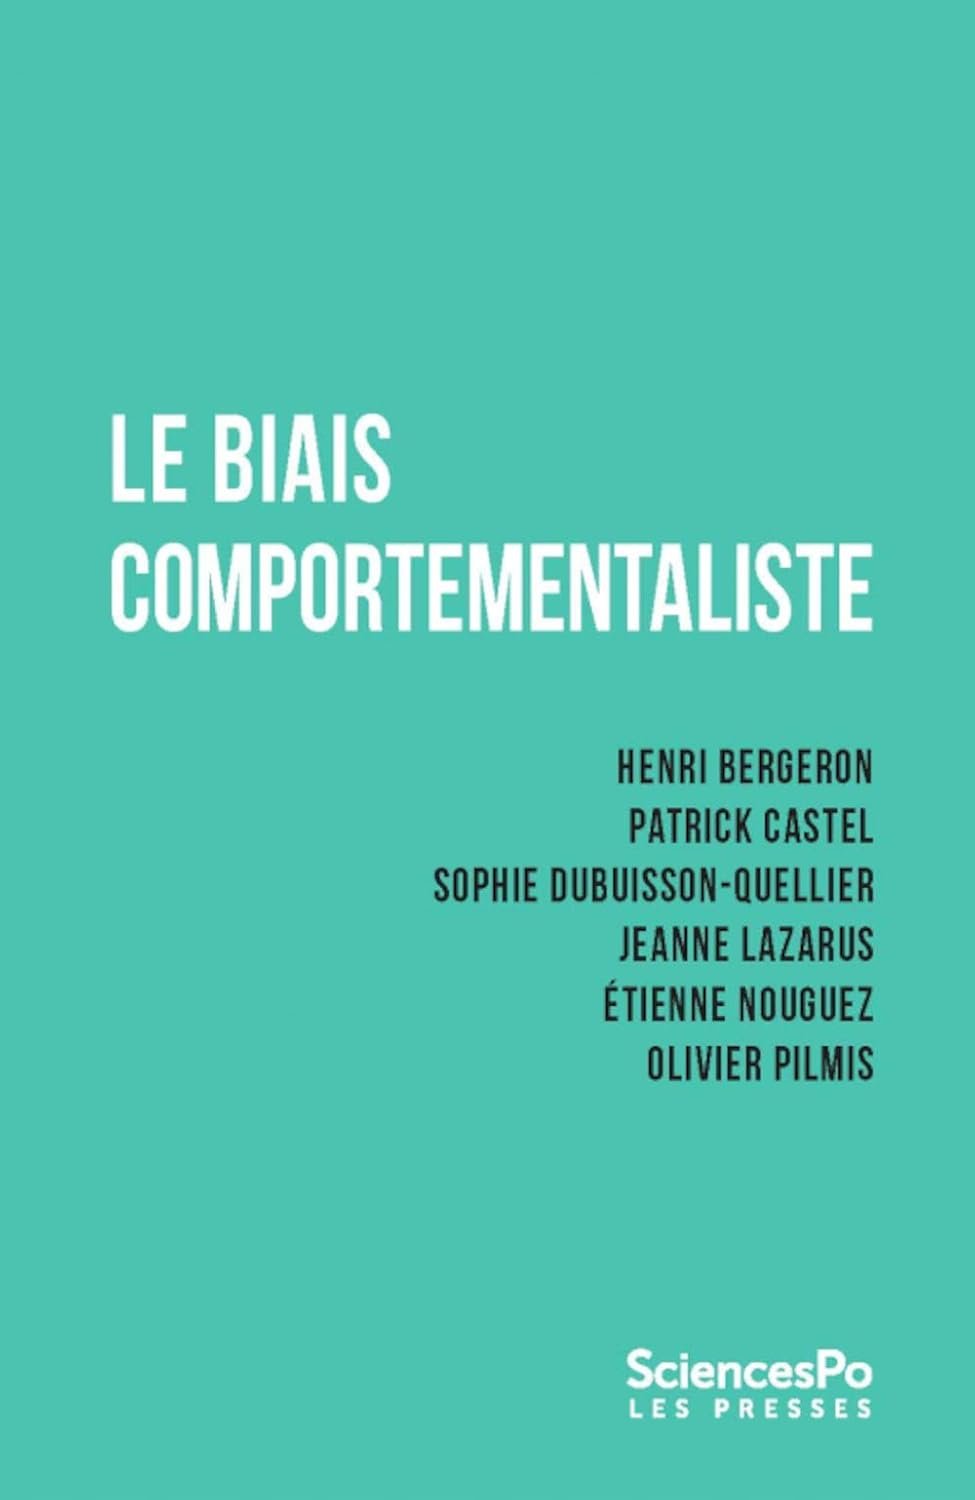 LE BIAIS
COMPORTEMENTALISTE
HENRI BERGERON
PATRICK CASTEL
SOPHIE DUBUISSON-QUELLIER
JEANNE LAZARUS
ÉTIENNE NOUGUEZ
OLIVIER PILMIS
SciencesPo
LES PRESSES